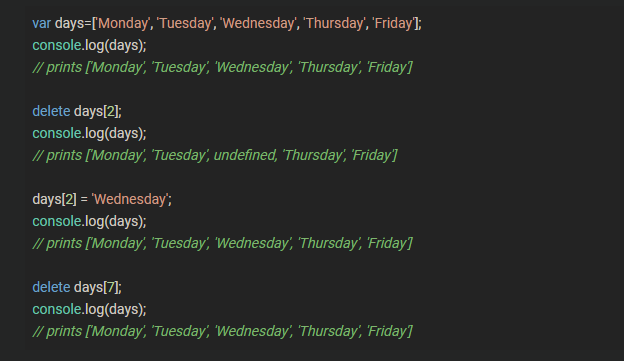 var days=['Monday', 'Tuesday', 'Wednesday', 'Thursday', 'Friday'];
console.log(days);
// prints ['Monday', 'Tuesday', 'Wednesday', 'Thursday', 'Friday']
delete days[2];
console.log(days);
// prints ['Monday', 'Tuesday', undefined, 'Thursday', 'Friday']
days[2] = 'Wednesday';
console.log(days);
// prints ['Monday', 'Tuesday', 'Wednesday', 'Thursday', 'Friday']
delete days[7];
console.log(days);
// prints ['Monday', 'Tuesday', 'Wednesday', 'Thursday', 'Friday']